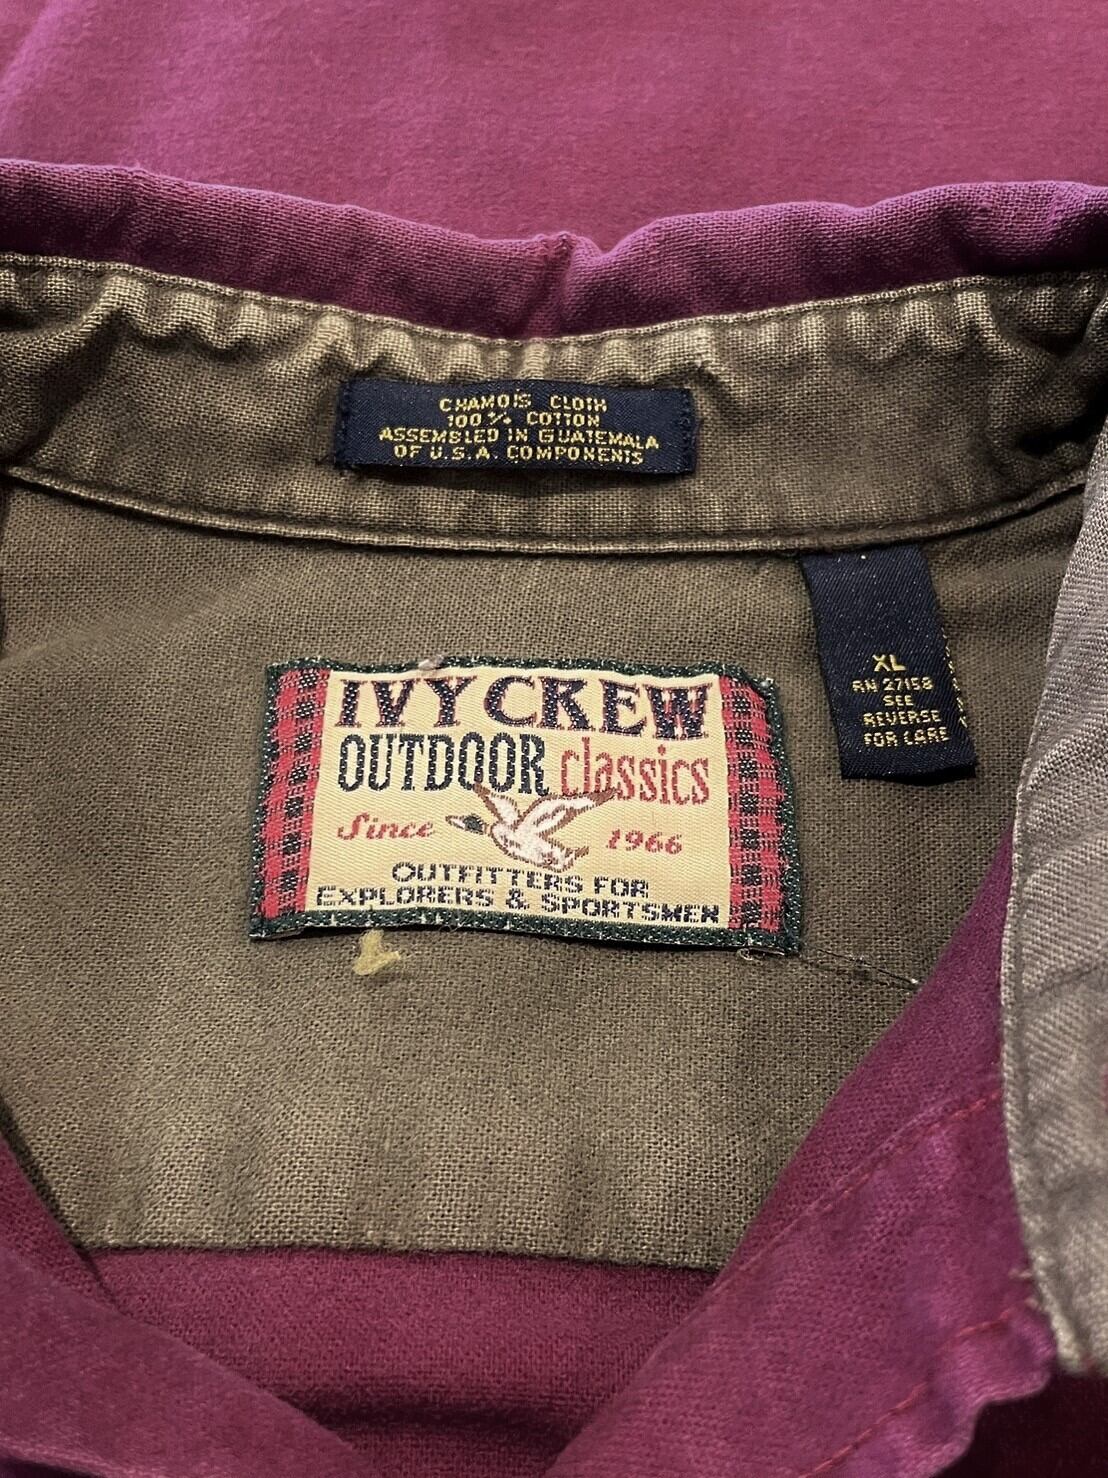 CHAMOIS CLOTH
100% COTTON
ASSEMBLED IN GUATEMALA
OF U.S.A. COMPONENTS
XL
RN 27158
SEE
REVERSE
FOR CARE
IVY CREW
OUTDOOR classics
Since 1966
OUTFITTERS FOR
EXPLORERS & SPORTSMEN